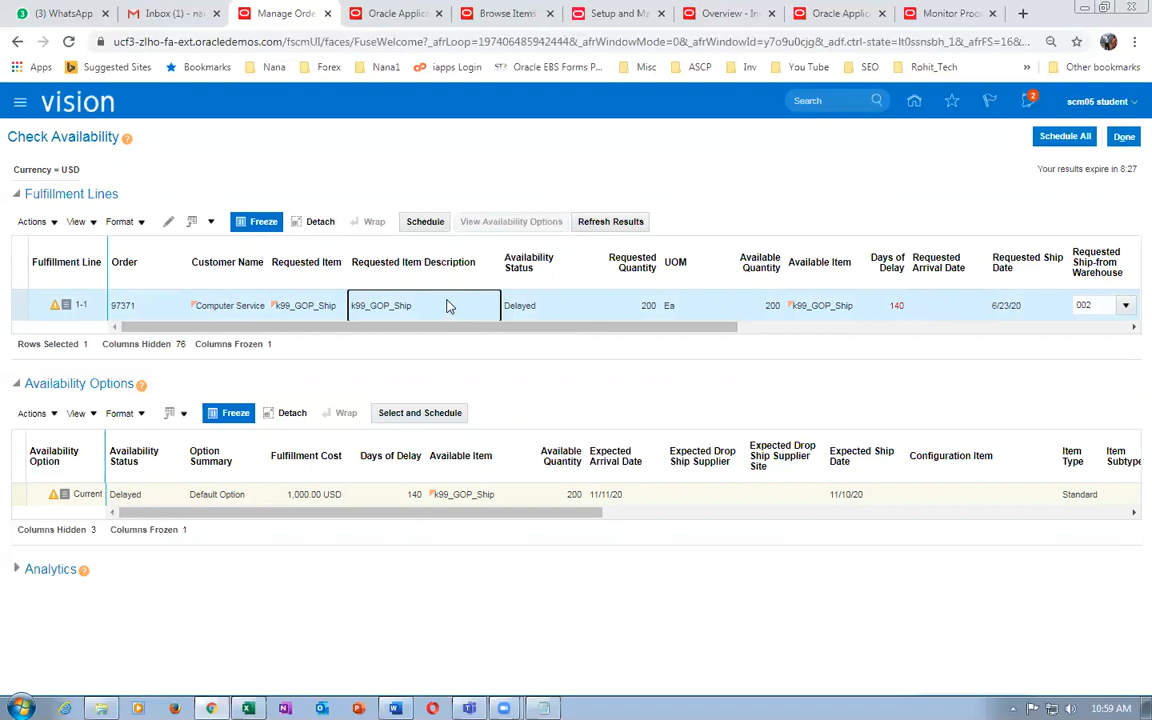 (3) WhatsApp
Inbox (1) - nar
Manage Orde
Oracle Applicat
Browse Items
Setup and Ma
Overview - Inv
Oracle Applic
Monitor Proc
ucf3-zlho-fa-ext.oracledemos.com/fscmUI/faces/FuseWelcome?_afrLoop=1974064859424444&_afrWindowMode=0&_afrWindowId=y7o9u0cjg&_adf.ctrl-state=lt0ssnsbh_1&_afrFS=16&...
Apps Suggested Sites Bookmarks Nana Forex Nana1 iapps Login Oracle EBS Forms P... Misc ASCP Inv You Tube SEO Rohit_Tech » Other bookmarks
vision Search 2 scm05 student
Check Availability ? Schedule All Done
Currency = USD Your results expire in 8:27
Fulfillment Lines
Actions View Format Freeze Detach Wrap Schedule View Availability Options Refresh Results
Fulfillment Line Order Customer Name Requested Item Requested Item Description Availability Status Requested Quantity UOM Available Quantity Available Item Days of Delay Requested Arrival Date Requested Ship Date Requested Ship-from Warehouse
1-1 97371 Computer Service k99_GOP_Ship k99_GOP_Ship Delayed 200 Ea 200 k99_GOP_Ship 140 6/23/20 002
Rows Selected 1 Columns Hidden 76 Columns Frozen 1
Availability Options ?
Actions View Format Freeze Detach Wrap Select and Schedule
Availability Option Availability Status Option Summary Fulfillment Cost Days of Delay Available Item Available Quantity Expected Arrival Date Expected Drop Ship Supplier Expected Drop Ship Supplier Site Expected Ship Date Configuration Item Item Type Item Subtype
Current Delayed Default Option 1,000.00 USD 140 k99_GOP_Ship 200 11/11/20 11/10/20 Standard
Columns Hidden 3 Columns Frozen 1
Analytics ?
10:59 AM